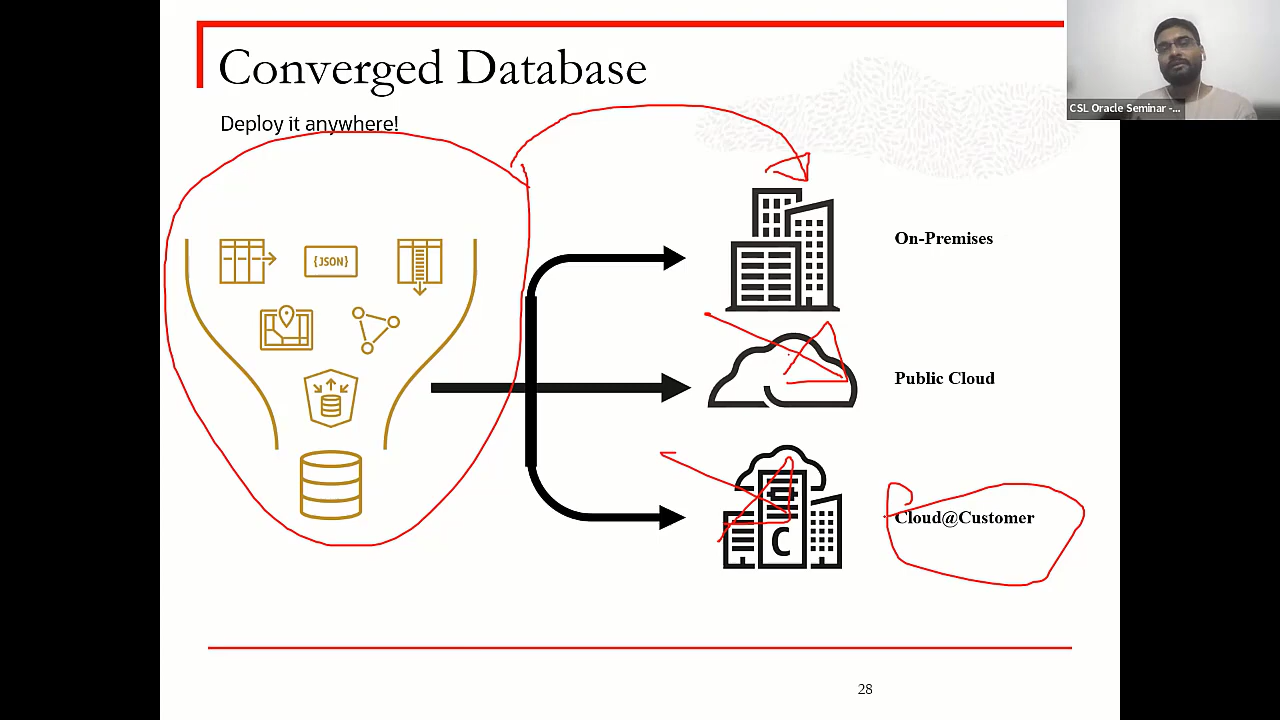 Converged Database
Deploy it anywhere!
CSL Oracle Seminar -...
{JSON}
On-Premises
Public Cloud
C
Cloud@Customer
28